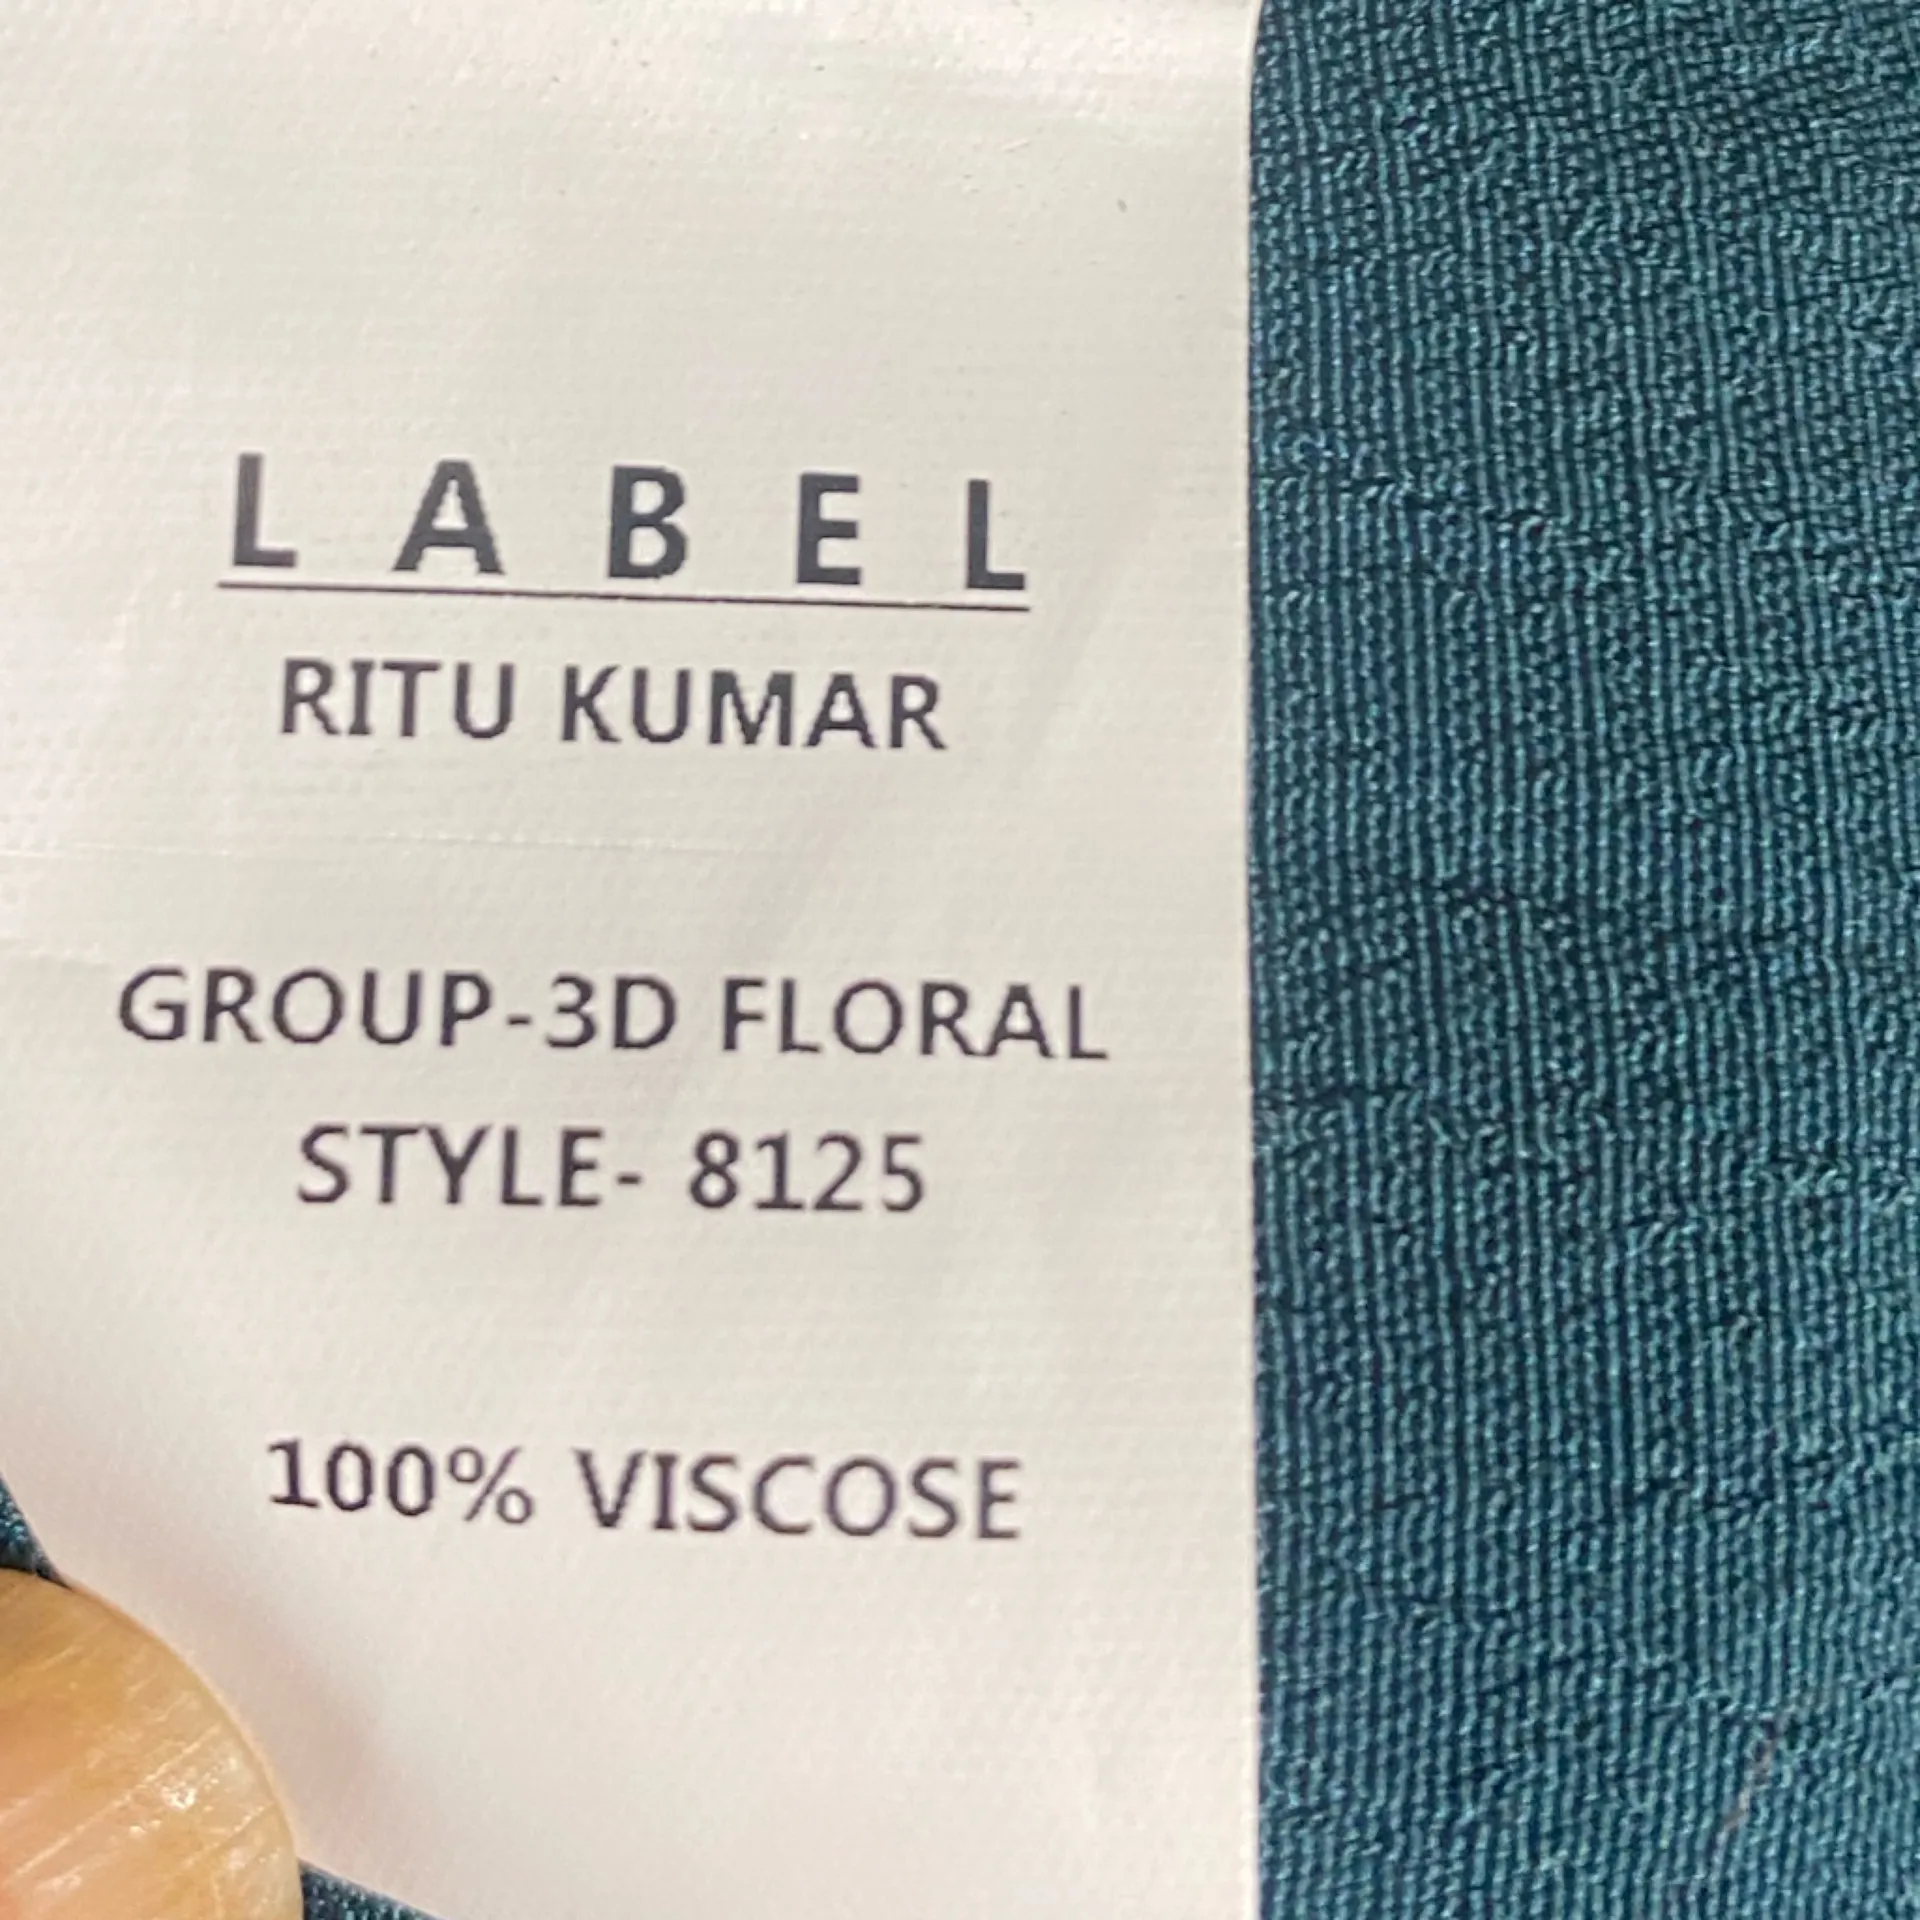 LABEL
RITU KUMAR
GROUP-3D FLORAL
STYLE- 8125
100% VISCOSE